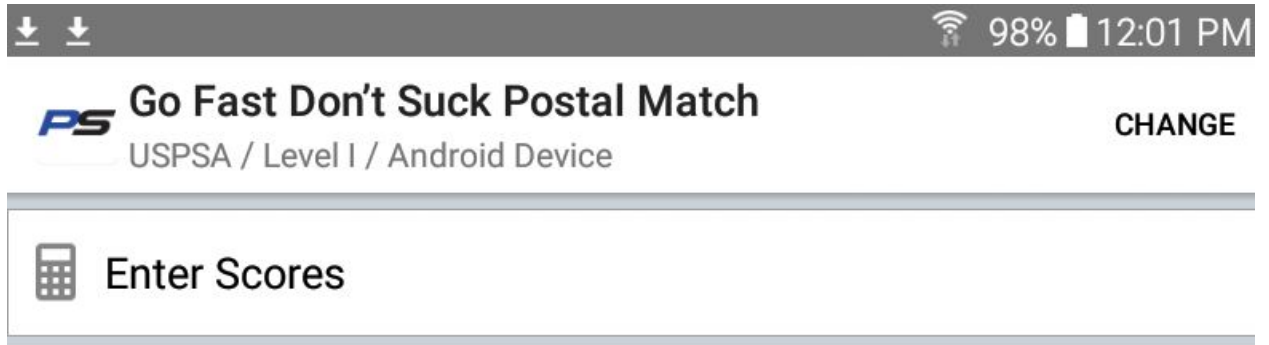 98% 12:01 PM
PS Go Fast Don’t Suck Postal Match
CHANGE
USPSA / Level I / Android Device
Enter Scores